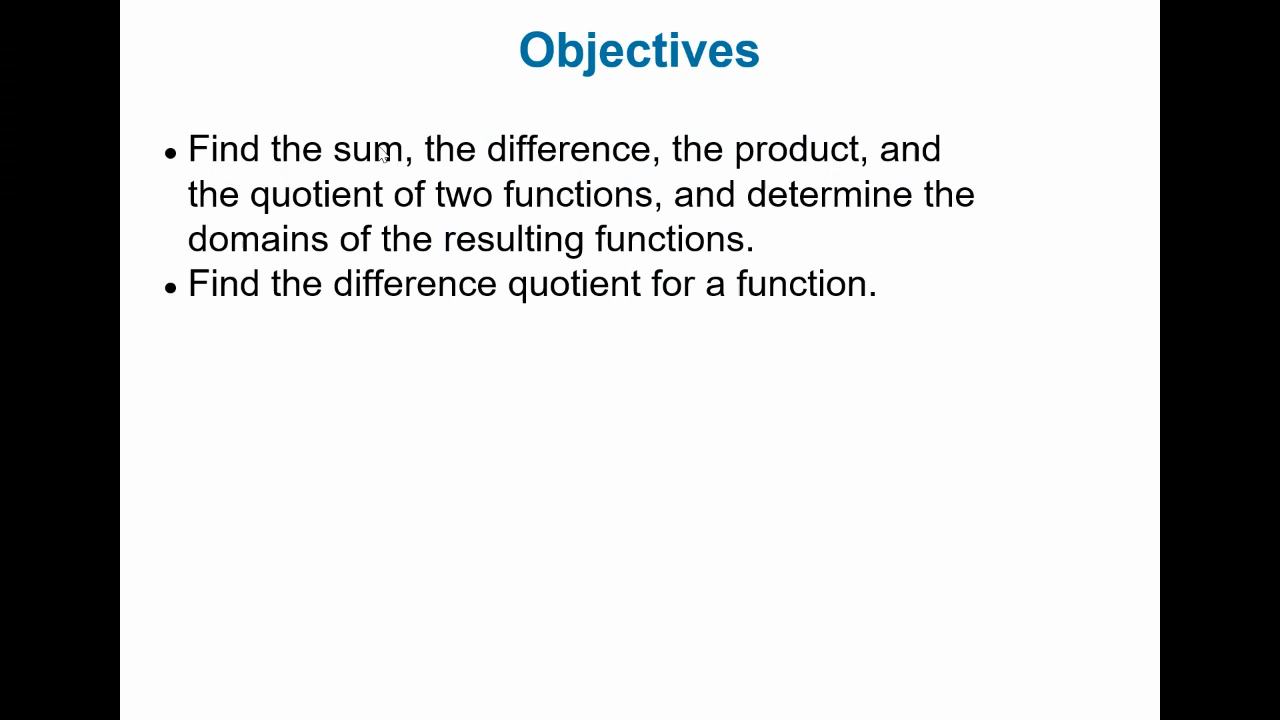 Objectives
• Find the sum, the difference, the product, and
the quotient of two functions, and determine the
domains of the resulting functions.
• Find the difference quotient for a function.